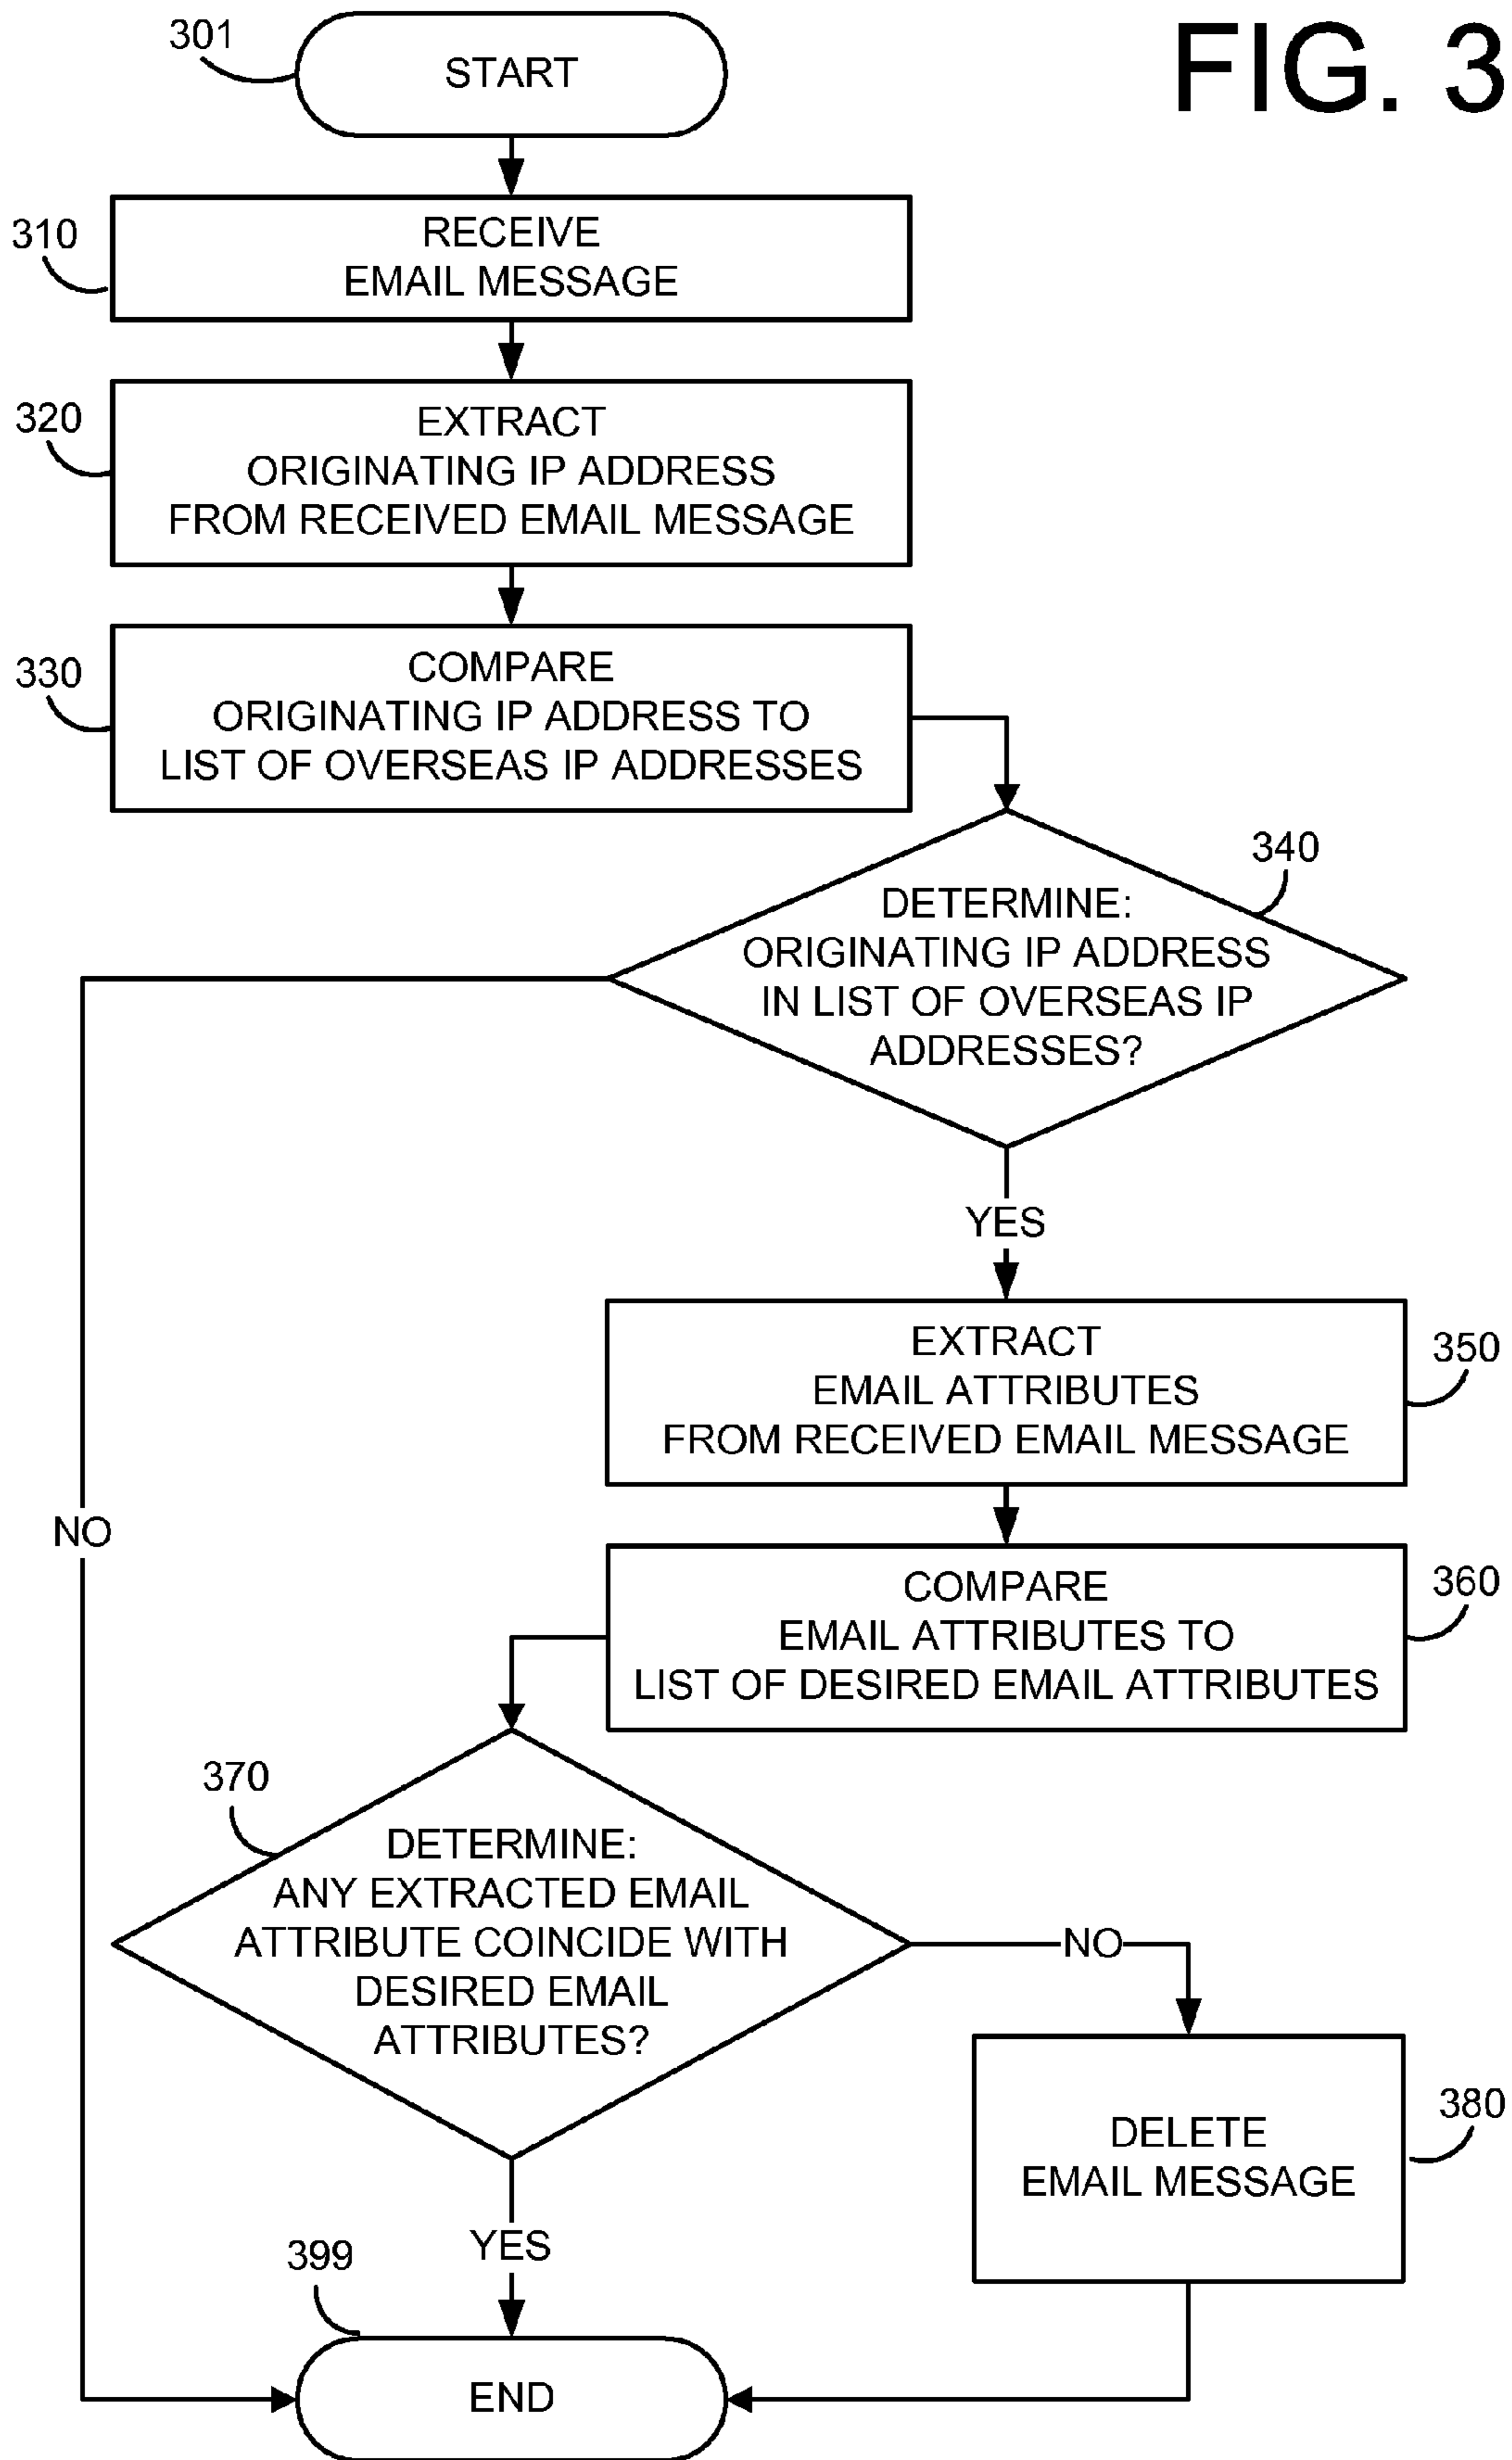 FIG. 3
301
START
310
RECEIVE
EMAIL MESSAGE
320
EXTRACT
ORIGINATING IP ADDRESS
FROM RECEIVED EMAIL MESSAGE
330
COMPARE
ORIGINATING IP ADDRESS TO
LIST OF OVERSEAS IP ADDRESSES
340
DETERMINE:
ORIGINATING IP ADDRESS
IN LIST OF OVERSEAS IP
ADDRESSES?
YES
350
EXTRACT
EMAIL ATTRIBUTES
FROM RECEIVED EMAIL MESSAGE
NO
360
COMPARE
EMAIL ATTRIBUTES TO
LIST OF DESIRED EMAIL ATTRIBUTES
370
DETERMINE:
ANY EXTRACTED EMAIL
ATTRIBUTE COINCIDE WITH
DESIRED EMAIL
ATTRIBUTES?
NO
380
DELETE
EMAIL MESSAGE
YES
399
END